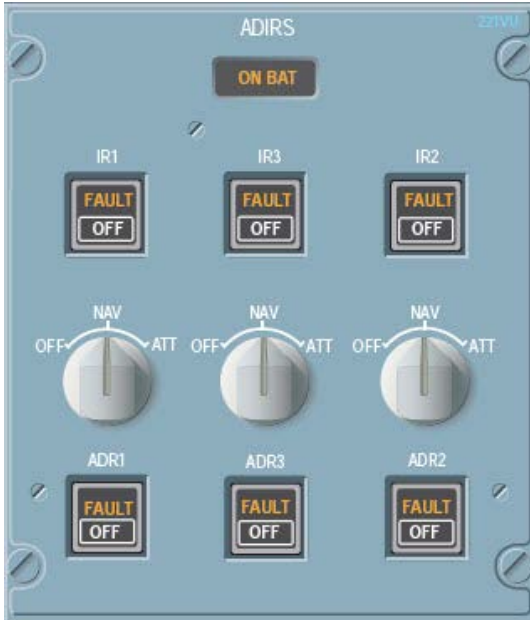 ADIRS
221VU
ON BAT
IR1 IR3 IR2
FAULT FAULT FAULT
OFF OFF OFF
NAV NAV NAV
OFF ATT OFF ATT OFF ATT
ADR1 ADR3 ADR2
FAULT FAULT FAULT
OFF OFF OFF